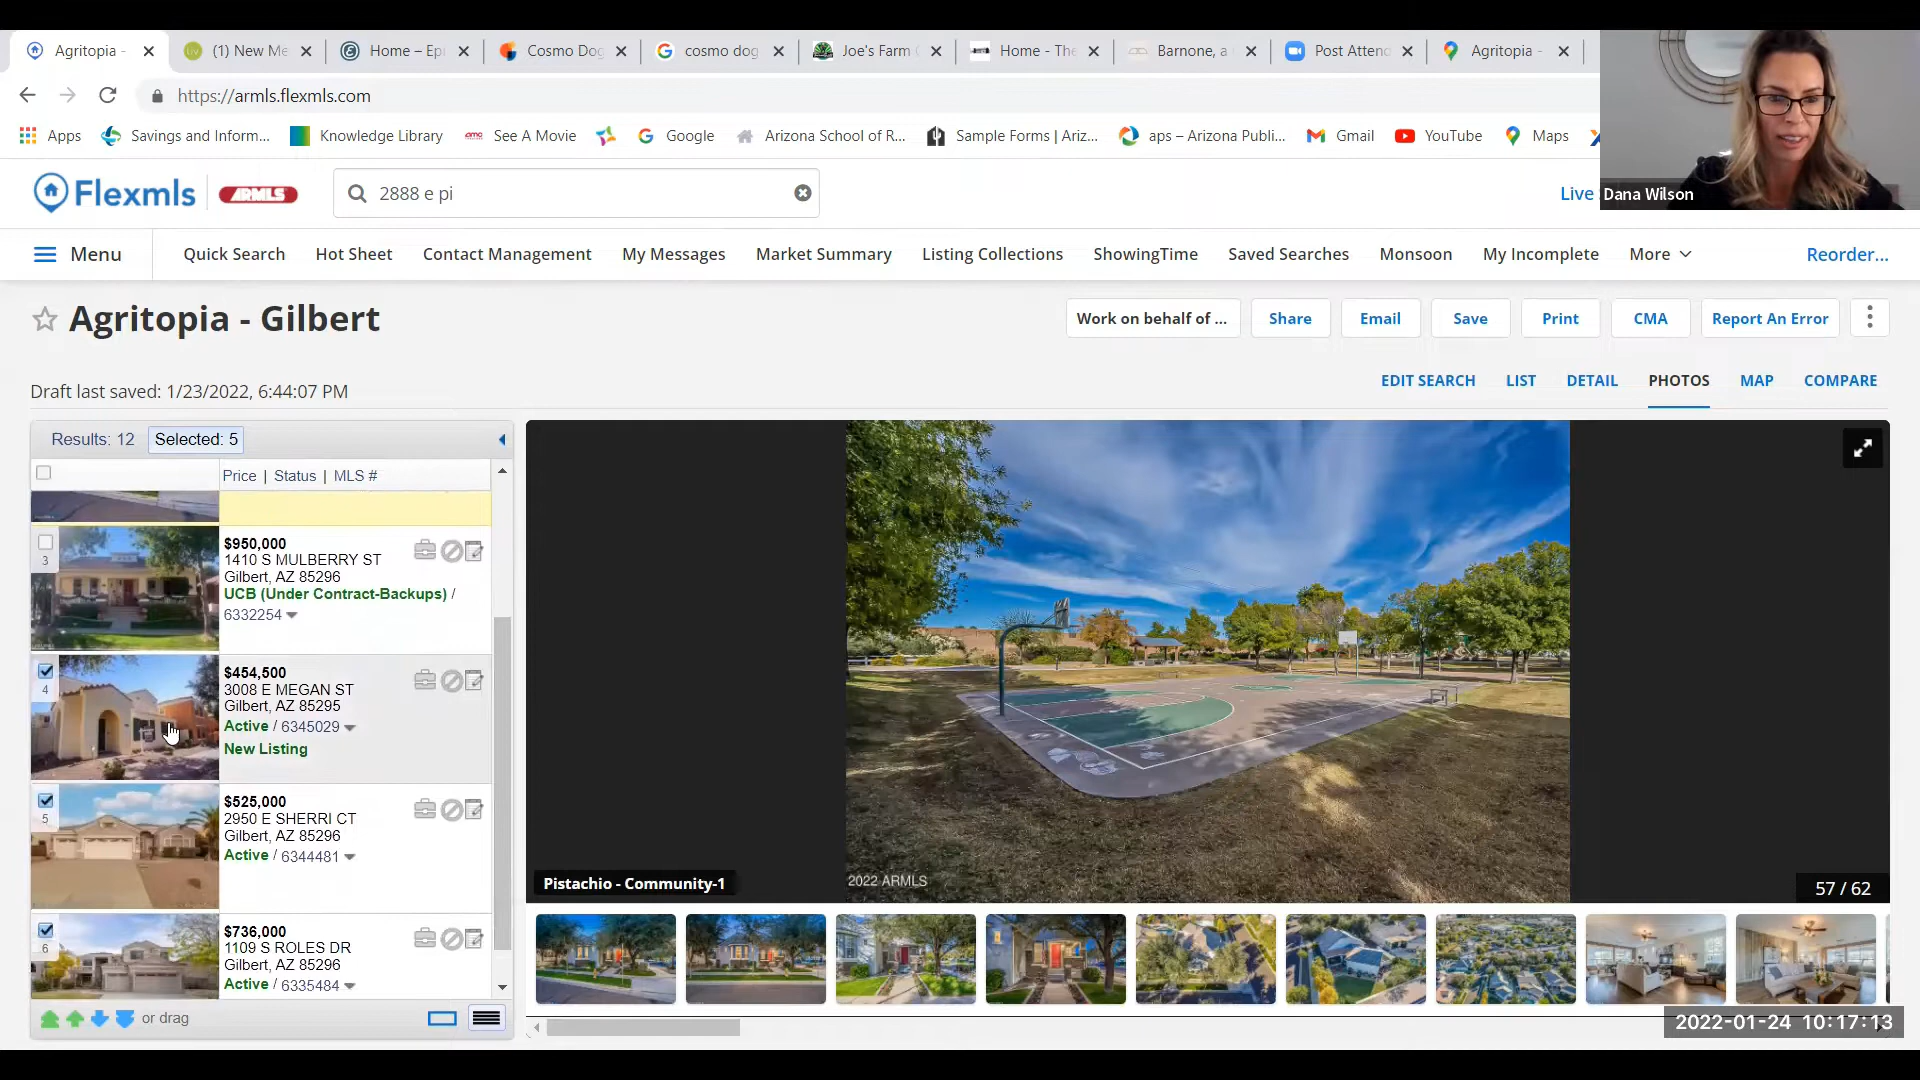 Agritopia -
(1) New Me
Home – Ep
Cosmo Dog
cosmo dog
Joe's Farm
Home - The
Barnone, a
Post Attend
Agritopia -
https://armls.flexmls.com
Apps
Savings and Inform...
Knowledge Library
amc See A Movie
Google
Arizona School of R...
Sample Forms | Ariz...
aps – Arizona Publi...
Gmail
YouTube
Maps
Flexmls
ARMLS
2888 e pi
Live
Dana Wilson
Menu
Quick Search
Hot Sheet
Contact Management
My Messages
Market Summary
Listing Collections
ShowingTime
Saved Searches
Monsoon
My Incomplete
More
Reorder...
Agritopia - Gilbert
Work on behalf of ...
Share
Email
Save
Print
CMA
Report An Error
Draft last saved: 1/23/2022, 6:44:07 PM
EDIT SEARCH
LIST
DETAIL
PHOTOS
MAP
COMPARE
Results: 12
Selected: 5
Price | Status | MLS #
3
$950,000
1410 S MULBERRY ST
Gilbert, AZ 85296
UCB (Under Contract-Backups) /
6332254
4
$454,500
3008 E MEGAN ST
Gilbert, AZ 85295
Active / 6345029
New Listing
5
$525,000
2950 E SHERRI CT
Gilbert, AZ 85296
Active / 6344481
6
$736,000
1109 S ROLES DR
Gilbert, AZ 85296
Active / 6335484
or drag
Pistachio - Community-1
2022 ARMLS
57 / 62
2022-01-24 10:17:13